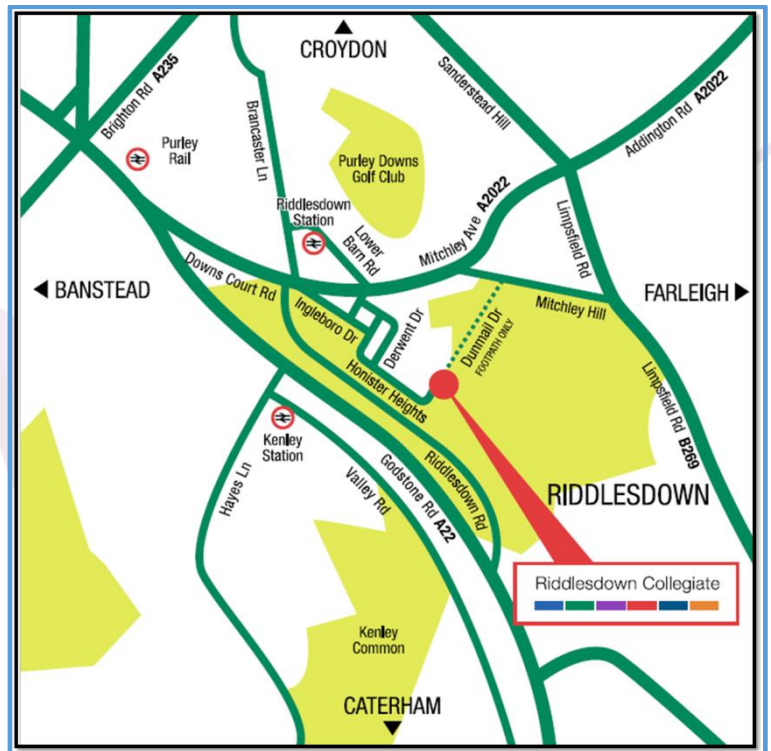 CROYDON
Brighton Rd A235
Sanderstead Hill
Addington Rd A2022
Brancaster Ln
Purley
Rail
Purley Downs
Golf Club
Riddlesdown
Station
Lower
Barn Rd
Mitchley Ave A2022
Limpsfield Rd
Downs Court Rd
BANSTEAD
FARLEIGH
Mitchley Hill
Ingleboro Dr
Derwent Dr
Dunmail Dr
FOOTPATH ONLY
Honister Heights
Limpsfield Rd B269
Kenley
Station
Hayes Ln
Valley Rd
Godstone Rd A22
Riddlesdown Rd
RIDDLESDOWN
Riddlesdown Collegiate
Kenley
Common
CATERHAM